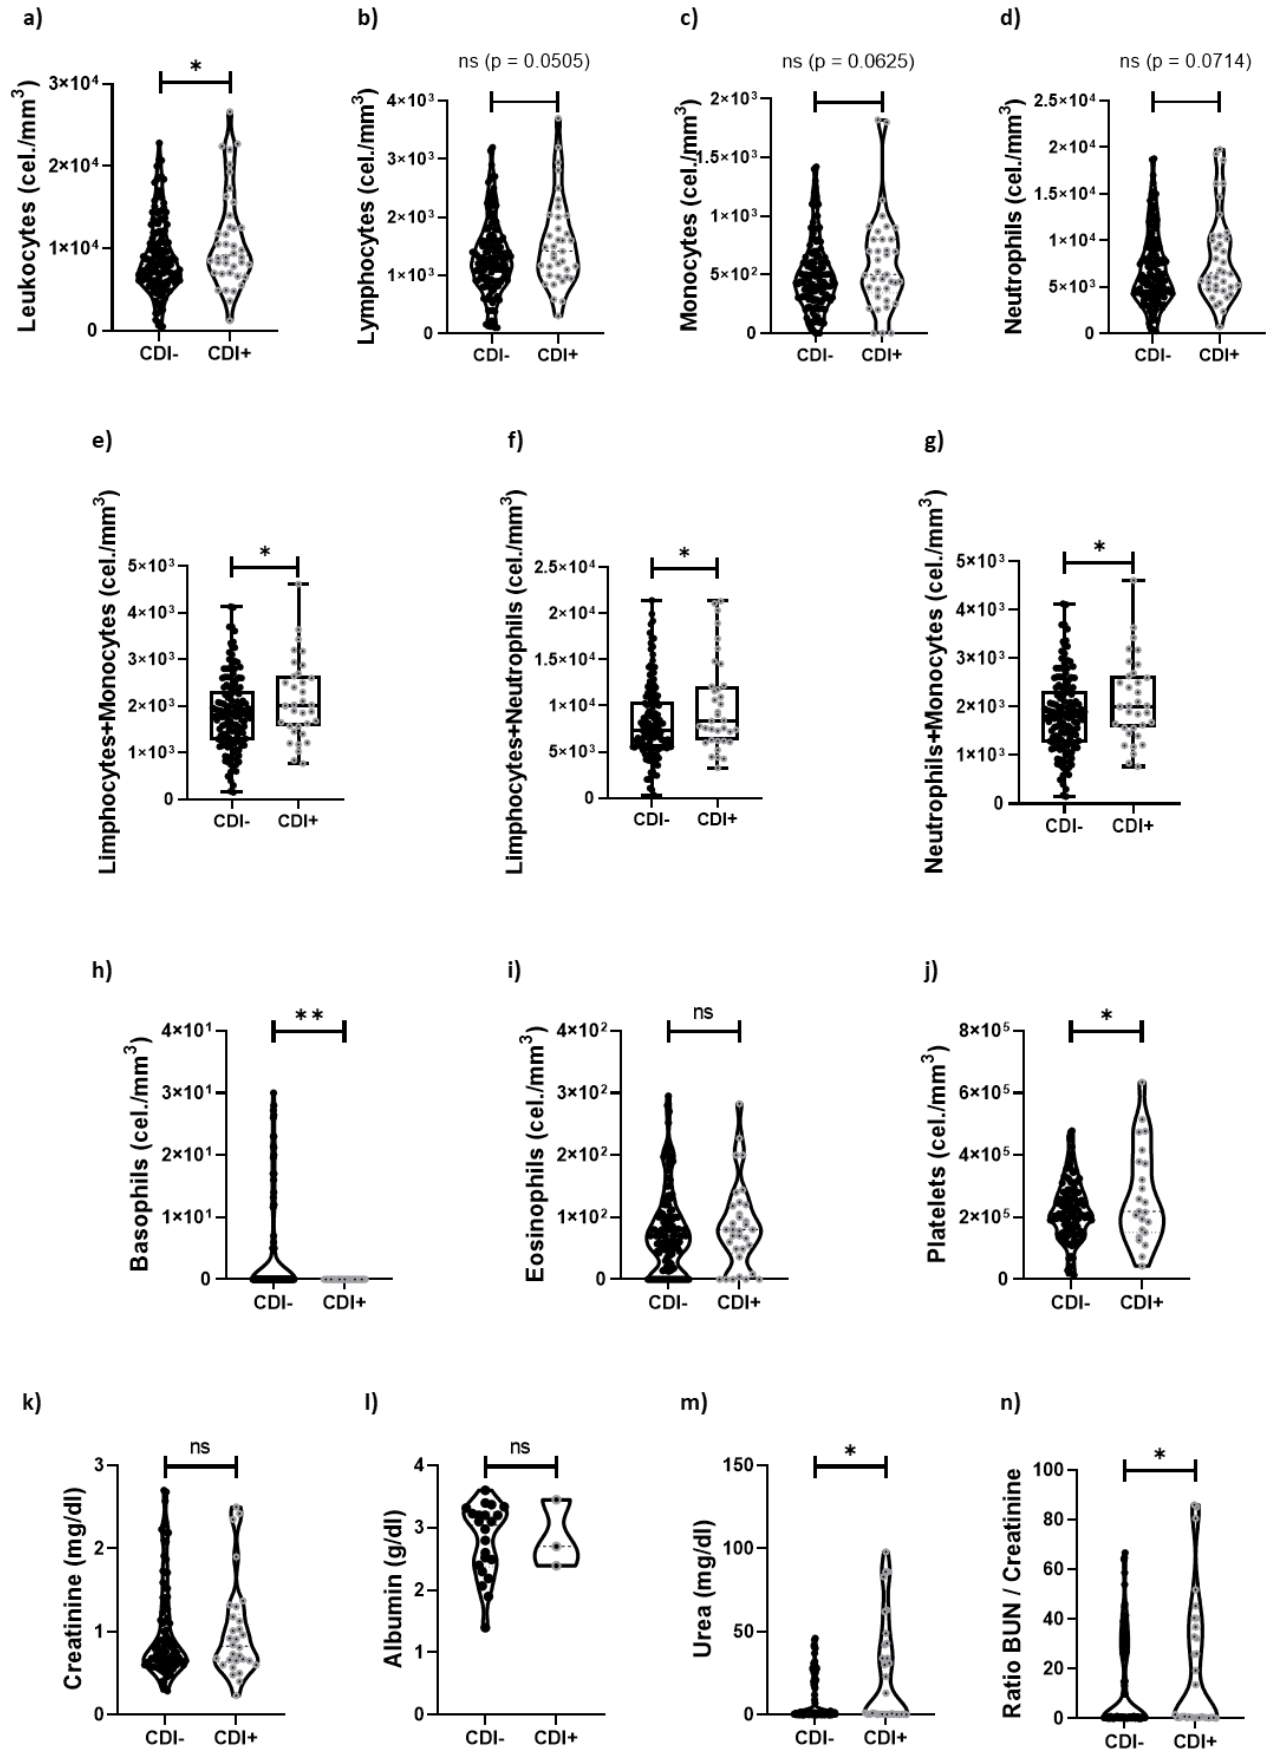 a)
b)
c)
d)
*
ns (p = 0.0505)
ns (p = 0.0625)
ns (p = 0.0714)
Leukocytes (cel./mm³)
3×10⁴
2×10⁴
1×10⁴
0
CDI-
CDI+
Lymphocytes (cel./mm³)
4×10³
3×10³
2×10³
1×10³
0
CDI-
CDI+
Monocytes (cel./mm³)
2×10³
1.5×10³
1×10³
5×10²
0
CDI-
CDI+
Neutrophils (cel./mm³)
2.5×10⁴
2×10⁴
1.5×10⁴
1×10⁴
5×10³
0
CDI-
CDI+
e)
f)
g)
Limphocytes+Monocytes (cel./mm³)
*
5×10³
4×10³
3×10³
2×10³
1×10³
0
CDI-
CDI+
Limphocytes+Neutrophils (cel./mm³)
*
2.5×10⁴
2×10⁴
1.5×10⁴
1×10⁴
5×10³
0
CDI-
CDI+
Neutrophils+Monocytes (cel./mm³)
*
5×10³
4×10³
3×10³
2×10³
1×10³
0
CDI-
CDI+
h)
i)
j)
Basophils (cel./mm³)
**
4×10¹
3×10¹
2×10¹
1×10¹
0
CDI-
CDI+
Eosinophils (cel./mm³)
ns
4×10²
3×10²
2×10²
1×10²
0
CDI-
CDI+
Platelets (cel./mm³)
*
8×10⁵
6×10⁵
4×10⁵
2×10⁵
0
CDI-
CDI+
k)
l)
m)
n)
Creatinine (mg/dl)
ns
3
2
1
0
CDI-
CDI+
Albumin (g/dl)
ns
4
3
2
1
0
CDI-
CDI+
Urea (mg/dl)
*
150
100
50
0
CDI-
CDI+
Ratio BUN / Creatinine
*
100
80
60
40
20
0
CDI-
CDI+